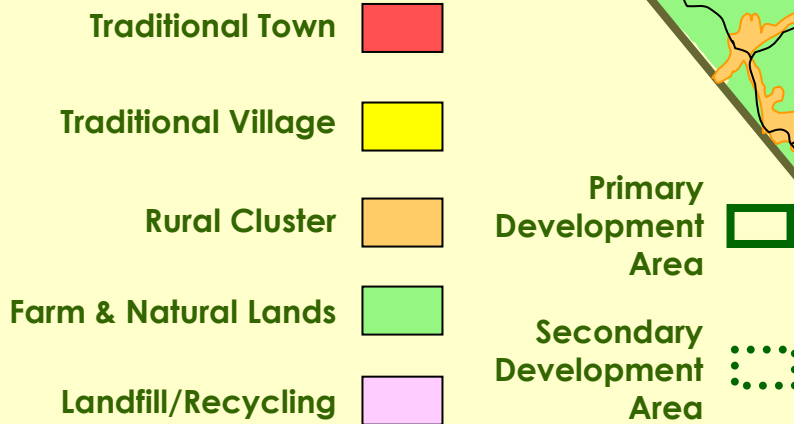 Traditional Town
Traditional Village
Rural Cluster
Farm & Natural Lands
Landfill/Recycling
Primary
Development
Area
Secondary
Development
Area